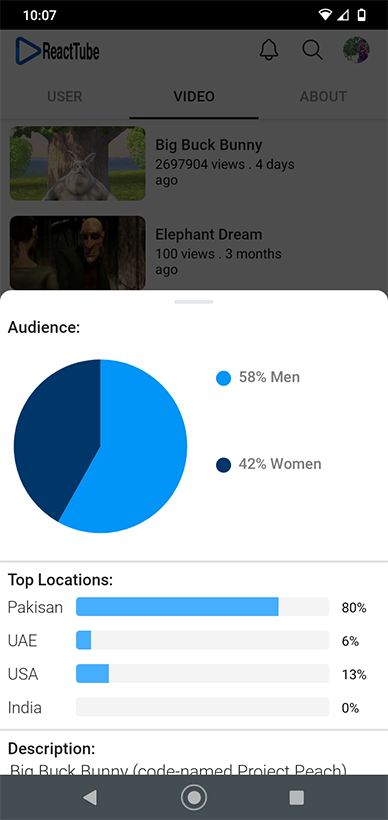 10:07
ReactTube
USER VIDEO ABOUT
Big Buck Bunny
2697904 views . 4 days
ago
Elephant Dream
100 views . 3 months
ago
Audience:
58% Men
42% Women
Top Locations:
Pakisan 80%
UAE 6%
USA 13%
India 0%
Description:
Big Buck Bunny (code-named Project Peach)